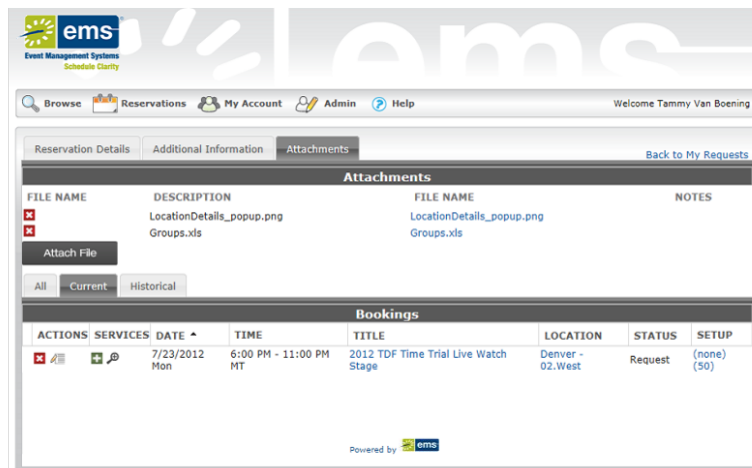 ems
Event Management Systems
Schedule Clarity
ems
Browse Reservations My Account Admin Help Welcome Tammy Van Boening
Reservation Details Additional Information Attachments
Back to My Requests
Attachments
FILE NAME DESCRIPTION FILE NAME NOTES
LocationDetails_popup.png LocationDetails_popup.png
Groups.xls Groups.xls
Attach File
All Current Historical
Bookings
ACTIONS SERVICES DATE TIME TITLE LOCATION STATUS SETUP
7/23/2012 6:00 PM - 11:00 PM 2012 TDF Time Trial Live Watch Denver - Request (none)
Mon MT Stage 02.West (50)
Powered by ems